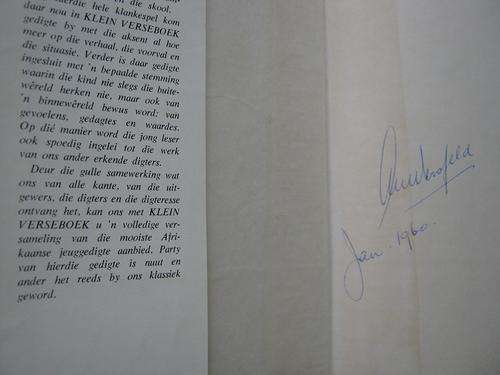 en die skool.
hierdie hele klankespel kom
daar nou in KLEIN VERSEBOEK
gedigte by met die aksent al hoe
meer op die verhaal, die voorval en
die situasie. Verder is daar gedigte
ingesluit met 'n bepaalde stemming
waarin die kind nie slegs die buite-
wêreld herken nie, maar ook van
'n binnewêreld bewus word: van
gevoelens, gedagtes en waardes.
Op dié manier word die jong leser
ook spoedig ingelei tot die werk
van ons ander erkende digters.
Deur die gulle samewerking wat
ons van alle kante, van die uit-
gewers, die digters en die digteresse
ontvang het, kan ons met KLEIN
VERSEBOEK u 'n volledige ver-
sameling van die mooiste Afri-
kaanse jeuggedigte aanbied. Party
van hierdie gedigte is nuut en
ander het reeds by ons klassiek
geword.
Jan. 1960.